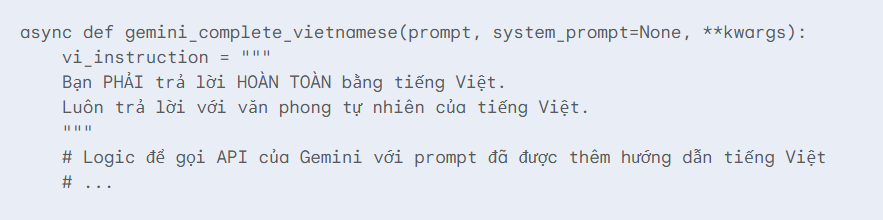 async def gemini_complete_vietnamese(prompt, system_prompt=None, **kwargs):
    vi_instruction = """
    Bạn PHẢI trả lời HOÀN TOÀN bằng tiếng Việt.
    Luôn trả lời với văn phong tự nhiên của tiếng Việt.
    """
    # Logic để gọi API của Gemini với prompt đã được thêm hướng dẫn tiếng Việt
    # ...